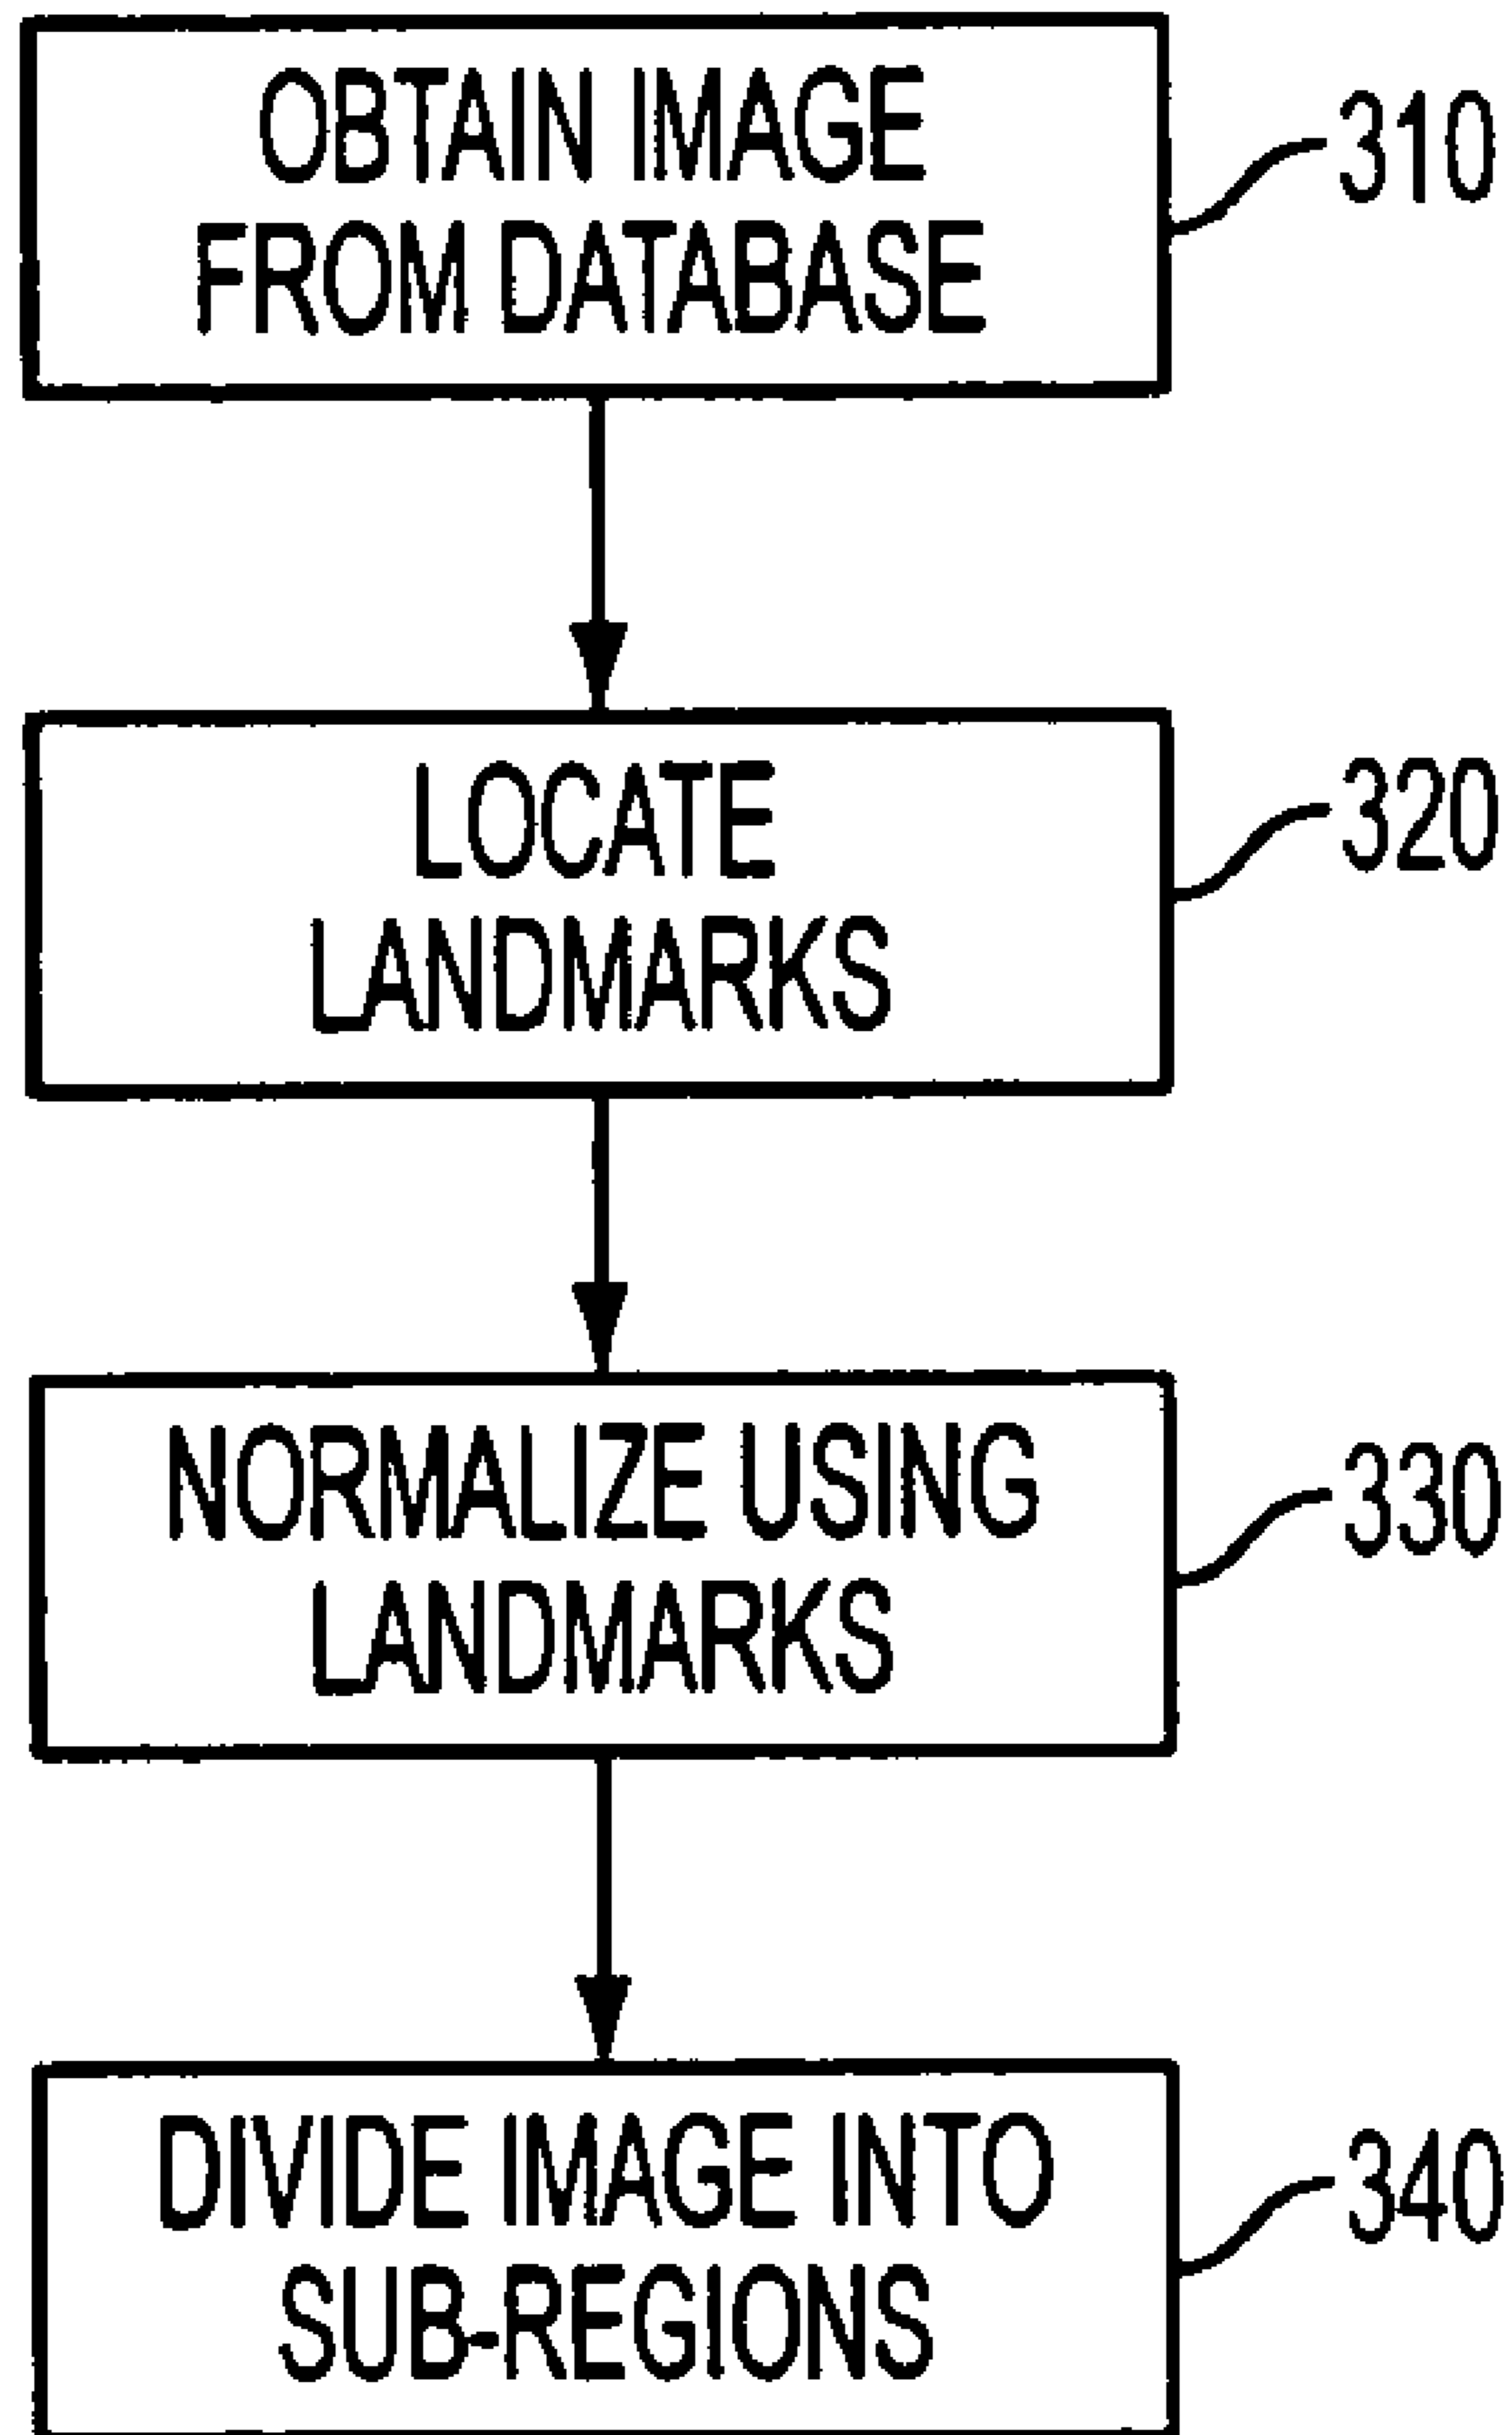 OBTAIN IMAGE
FROM DATABASE
310
LOCATE
LANDMARKS
320
NORMALIZE USING
LANDMARKS
330
DIVIDE IMAGE INTO
SUB-REGIONS
340